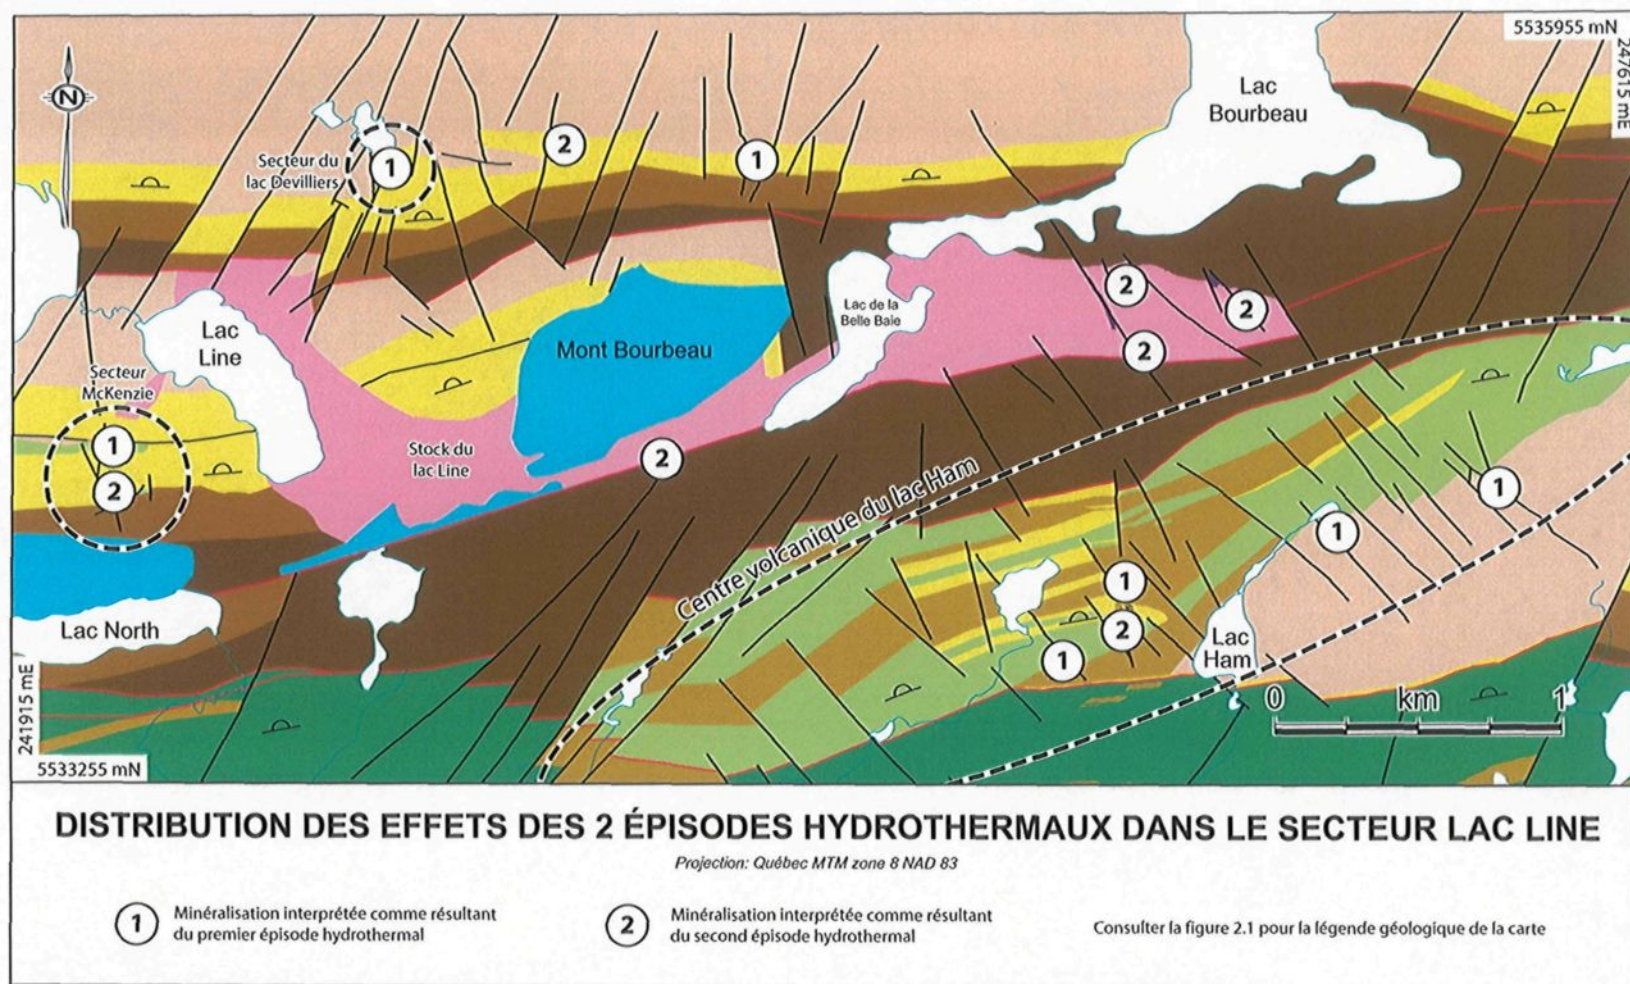 5535955 mN
247615 mE
N
Lac
Bourbeau
2
1
Secteur du
lac Devilliers
1
2
2
2
Lac de la
Belle Baie
Lac
Line
Mont Bourbeau
Secteur
McKenzie
1
2
Stock du
lac Line
2
Centre volcanique du lac Ham
1
1
1
2
1
Lac
Ham
Lac North
241915 mE
5533255 mN
0 km 1
DISTRIBUTION DES EFFETS DES 2 ÉPISODES HYDROTHERMAUX DANS LE SECTEUR LAC LINE
Projection: Québec MTM zone 8 NAD 83
1 Minéralisation interprétée comme résultant
du premier épisode hydrothermal
2 Minéralisation interprétée comme résultant
du second épisode hydrothermal
Consulter la figure 2.1 pour la légende géologique de la carte